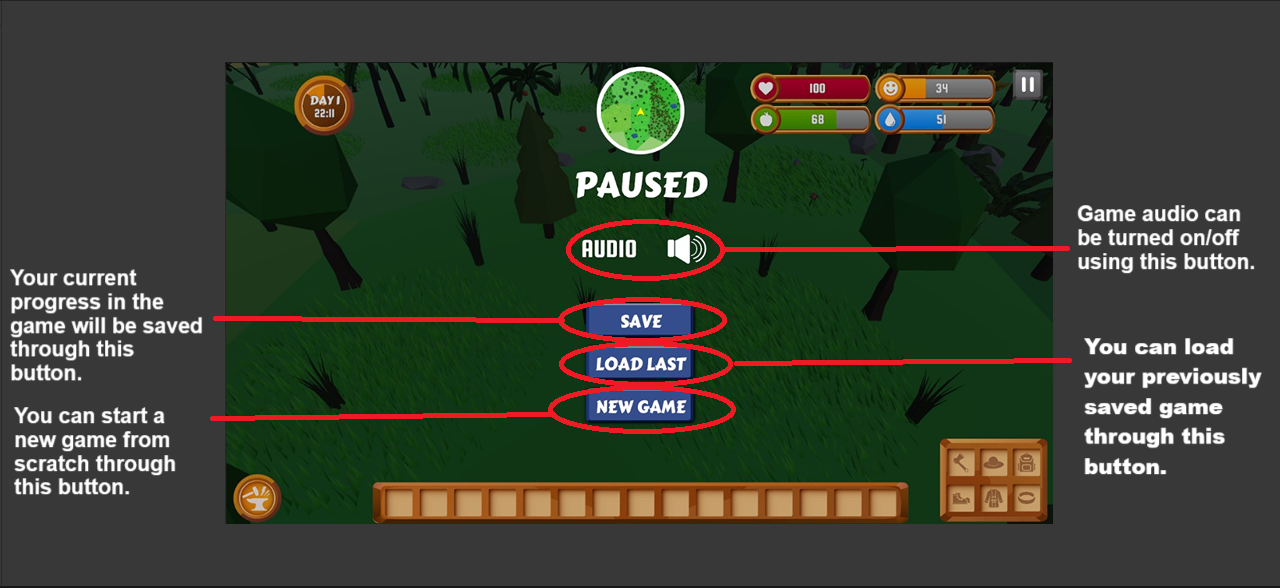 DAY 1
22:11
100
34
68
51
PAUSED
AUDIO
Game audio can
be turned on/off
using this button.
Your current
progress in the
game will be saved
through this
button.
SAVE
LOAD LAST
You can load
your previously
saved game
through this
button.
NEW GAME
You can start a
new game from
scratch through
this button.